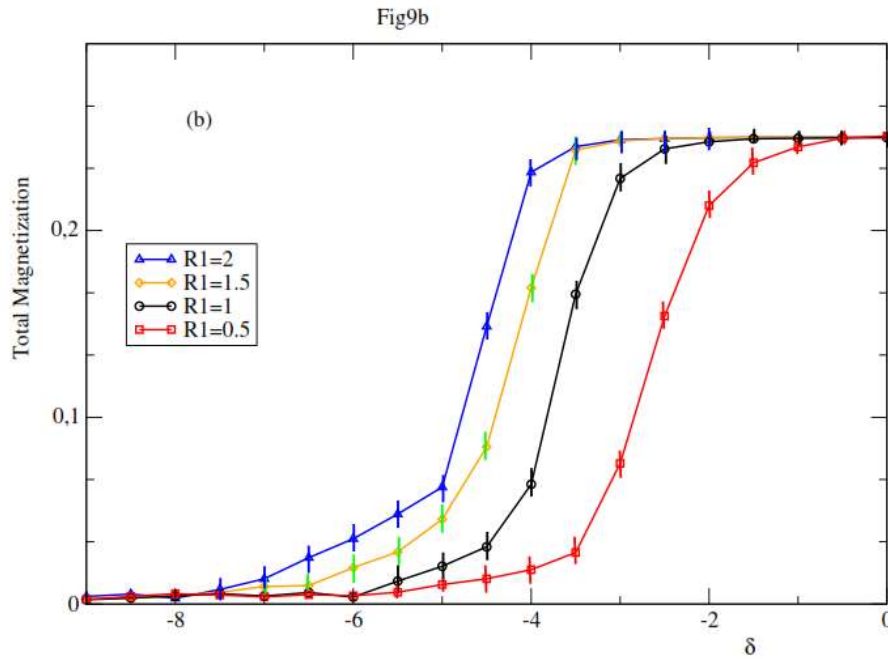 Fig9b
(b)
Total Magnetization
0,2
0,1
0
R1=2
R1=1.5
R1=1
R1=0.5
-8 -6 -4 -2 0
δ